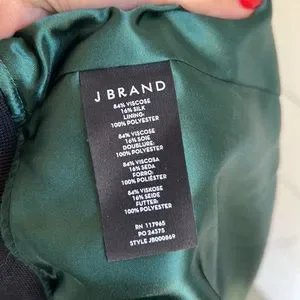 J BRAND
84% VISCOSE
16% SILK
LINING:
100% POLYESTER
84% VISCOSE
16% SOIE
DOUBLURE:
100% POLYESTER
84% VISCOSA
16% SEDA
FORRO:
100% POLIÉSTER
84% VISKOSE
16% SEIDE
FUTTER:
100% POLYESTER
RN 117965
PO 24375
STYLE JB000869